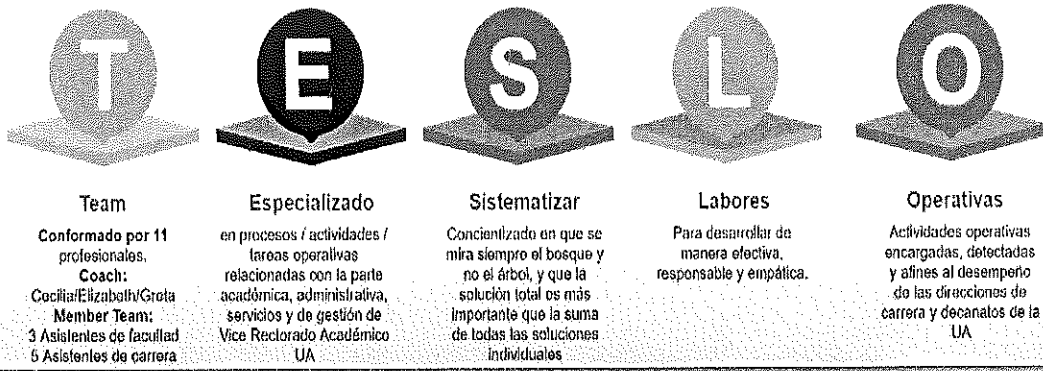 T
E
S
L
O
Team
Conformado por 11
profesionales.
Coach:
Cecilia/Elizabeth/Greta
Member Team:
3 Asistentes de facultad
5 Asistentes de carrera
Especializado
en procesos / actividades /
tareas operativas
relacionadas con la parte
académica, administrativa,
servicios y de gestión de
Vice Rectorado Académico
UA
Sistematizar
Concientizado en que se
mira siempre el bosque y
no el árbol, y que la
solución total es más
importante que la suma
de todas las soluciones
individuales
Labores
Para desarrollar de
manera efectiva,
responsable y empática.
Operativas
Actividades operativas
encargadas, detectadas
y afines al desempeño
de las direcciones de
carrera y decanatos de la
UA